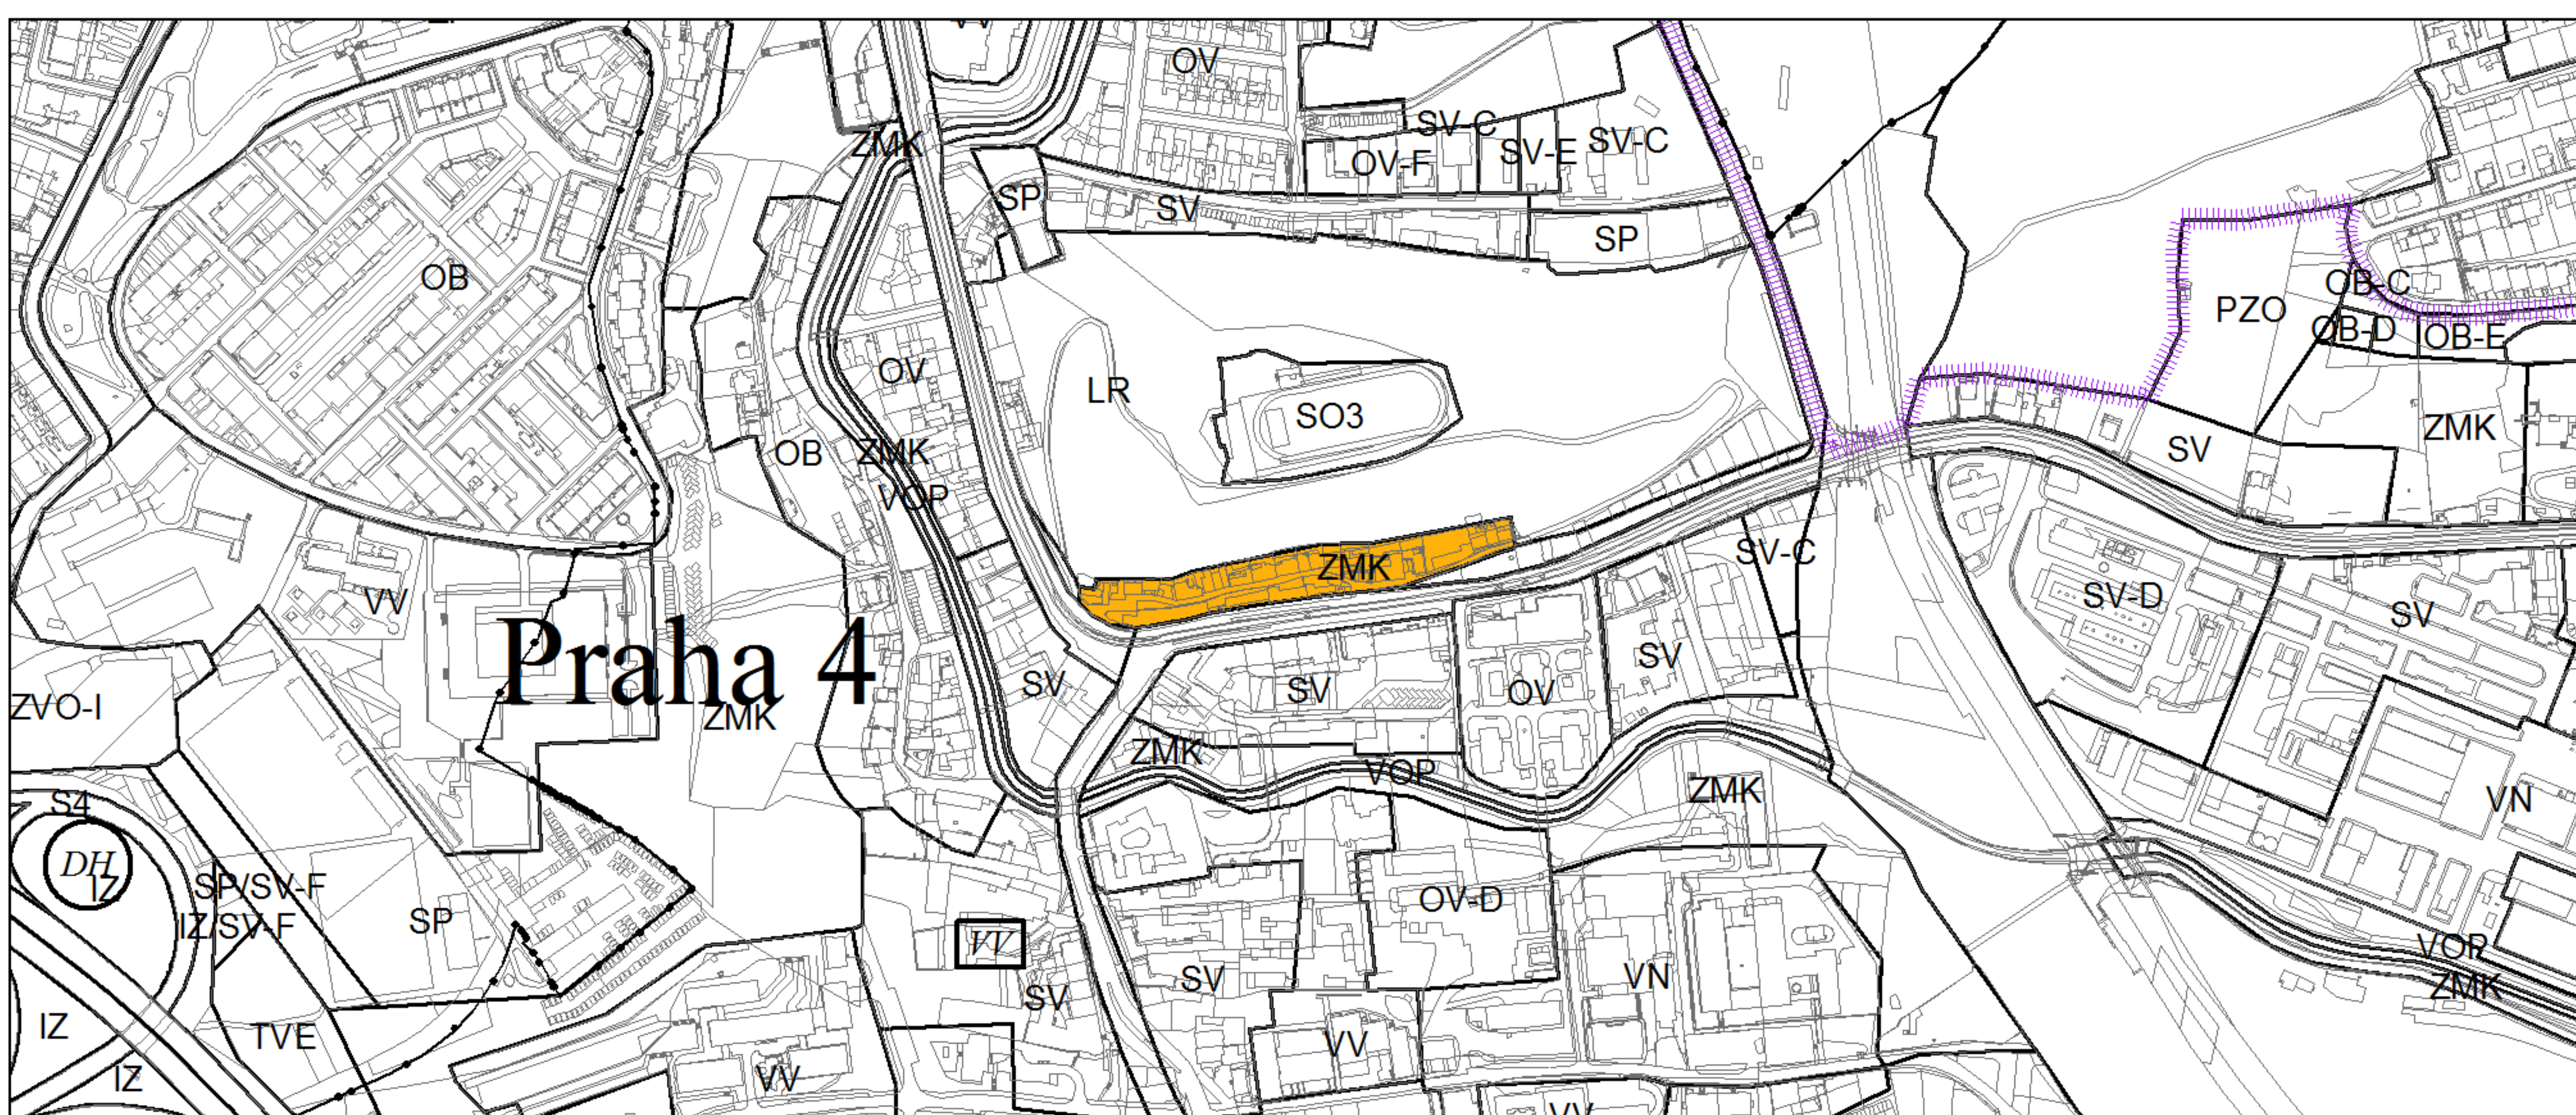 OV
SV-C
ZMK
OV-F
SV-E
SV-C
SP
SV
SP
OB
OB-C
PZO
OB-D
OB-E
OV
LR
SO3
ZMK
OB
ZMK
SV
VOP
SV-C
ZMK
VV
SV-D
SV
Praha 4
SV
SV
SV
OV
ZVO-I
ZMK
ZMK
VOP
ZMK
S4
VN
DH
IZ
SP/SV-F
SP
OV-D
IZ/SV-F
VV
VOP
SV
VN
ZMK
SV
IZ
TVE
VV
IZ
VV